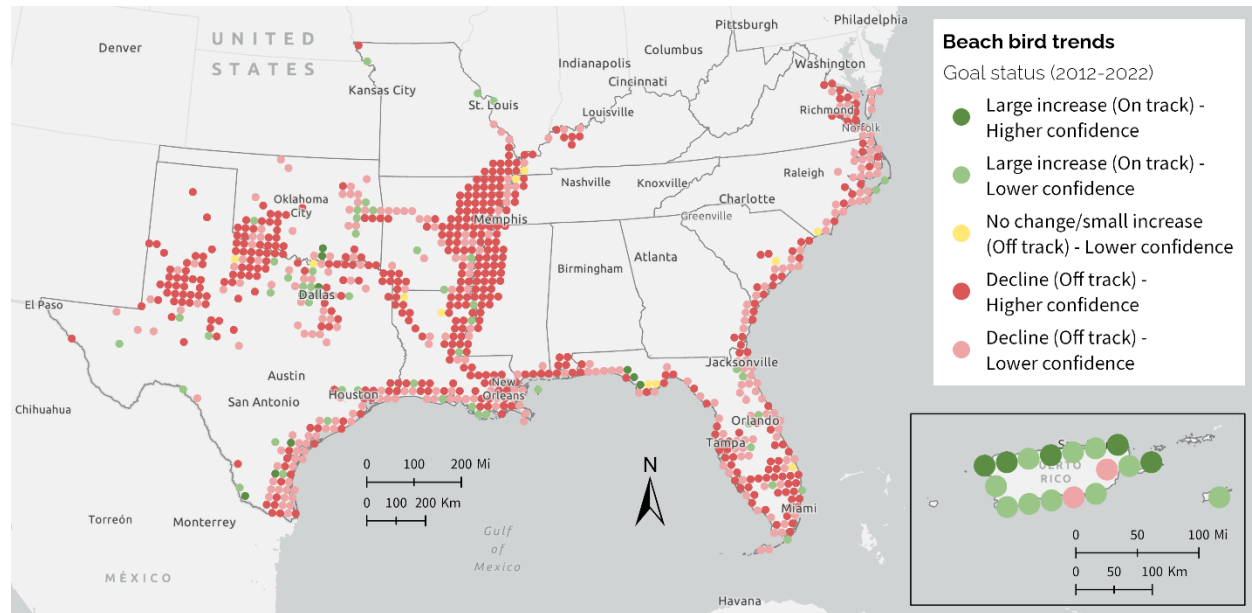 Pittsburgh
Philadelphia
Denver
UNITED
STATES
Columbus
Indianapolis
Washington
Cincinnati
Kansas City
St. Louis
Louisville
Richmond
Norfolk
Oklahoma
City
Nashville
Knoxville
Raleigh
Charlotte
Memphis
Greenville
Atlanta
Birmingham
Dallas
El Paso
Jacksonville
Austin
New
Orleans
San Antonio
Houston
Chihuahua
Orlando
Tampa
0 100 200 Mi
0 100 200 Km
N
Miami
Torreón
Monterrey
Gulf
of
Mexico
MÉXICO
Havana
Beach bird trends
Goal status (2012-2022)
Large increase (On track) -
Higher confidence
Large increase (On track) -
Lower confidence
No change/small increase
(Off track) - Lower confidence
Decline (Off track) -
Higher confidence
Decline (Off track) -
Lower confidence
RICO
0 50 100 Mi
0 50 100 Km